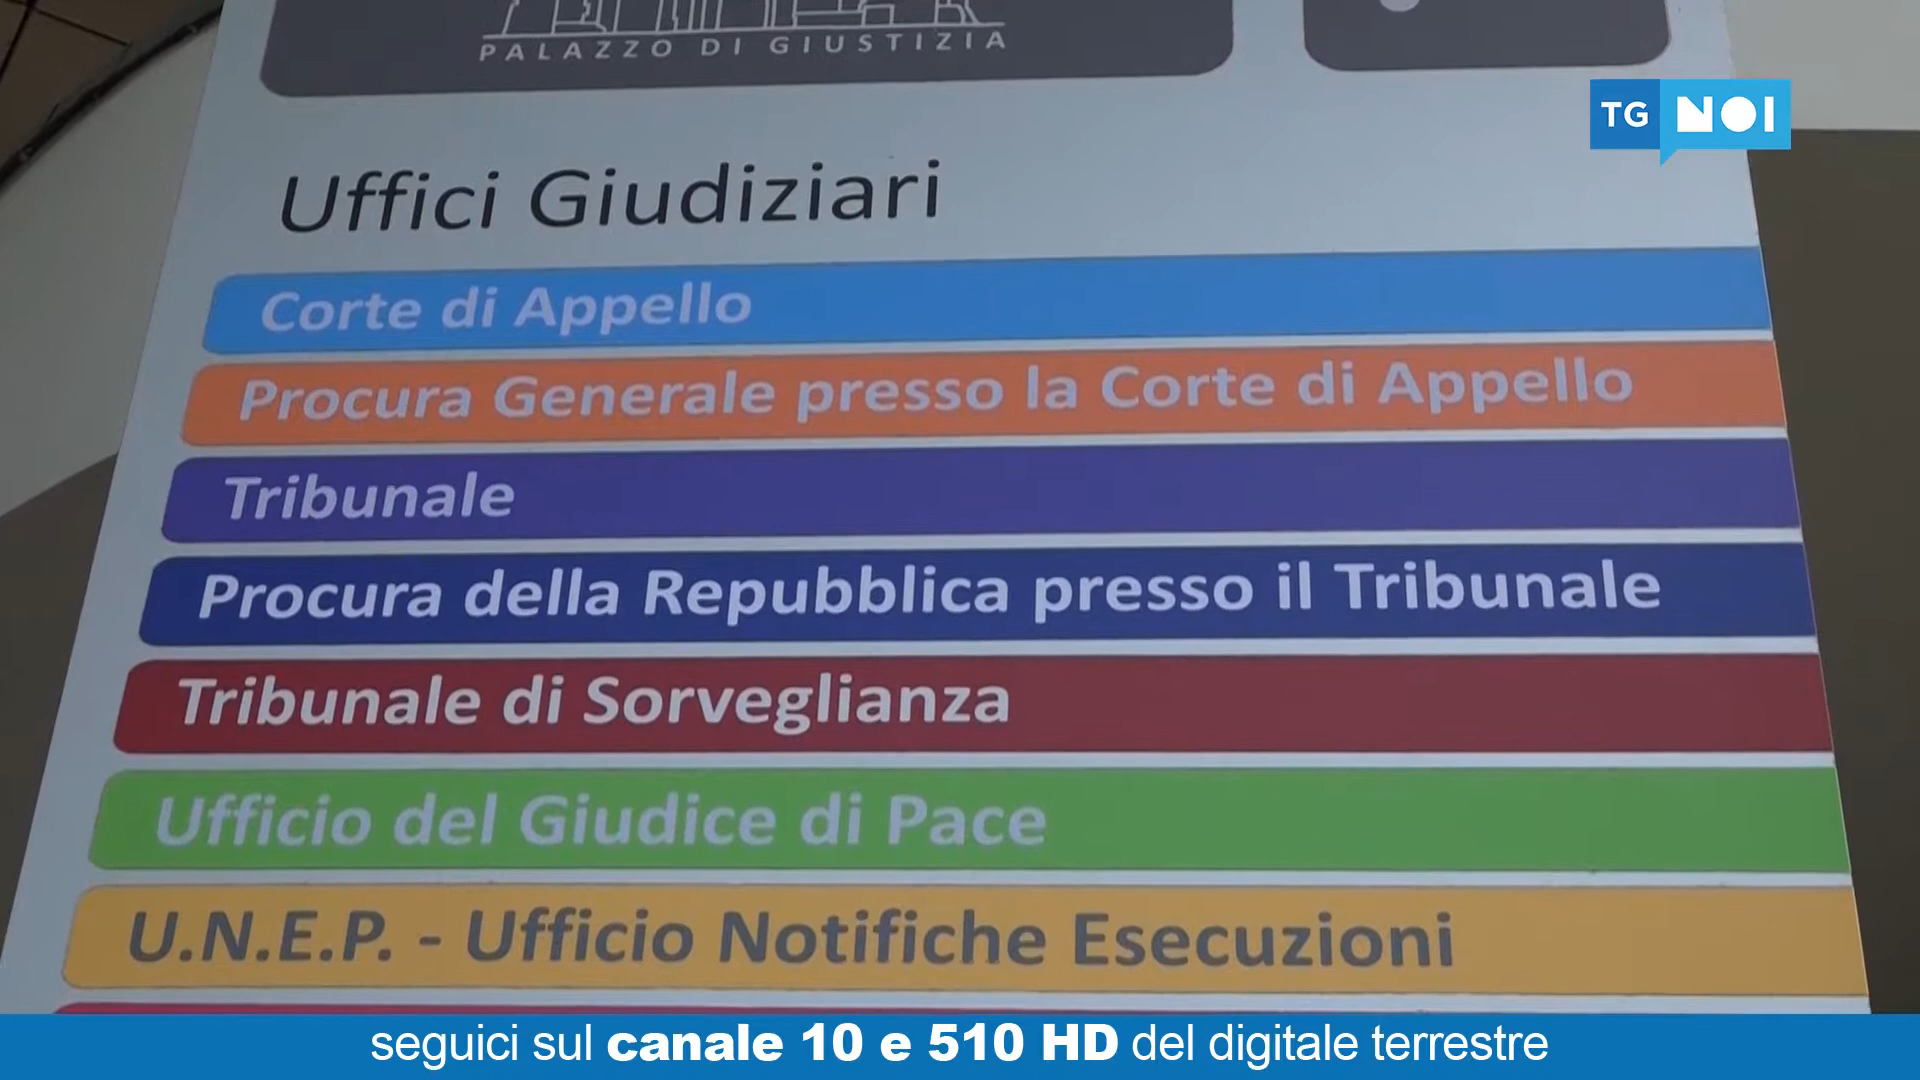 PALAZZO DI GIUSTIZIA
TG NOI
Uffici Giudiziari
Corte di Appello
Procura Generale presso la Corte di Appello
Tribunale
Procura della Repubblica presso il Tribunale
Tribunale di Sorveglianza
Ufficio del Giudice di Pace
U.N.E.P. - Ufficio Notifiche Esecuzioni
seguici sul canale 10 e 510 HD del digitale terrestre